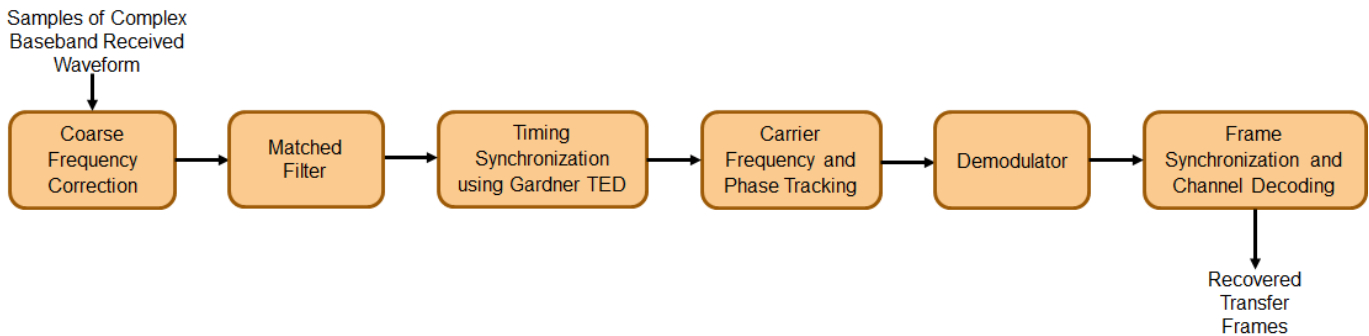 Samples of Complex
Baseband Received
Waveform
Coarse
Frequency
Correction
Matched
Filter
Timing
Synchronization
using Gardner TED
Carrier
Frequency and
Phase Tracking
Demodulator
Frame
Synchronization and
Channel Decoding
Recovered
Transfer
Frames